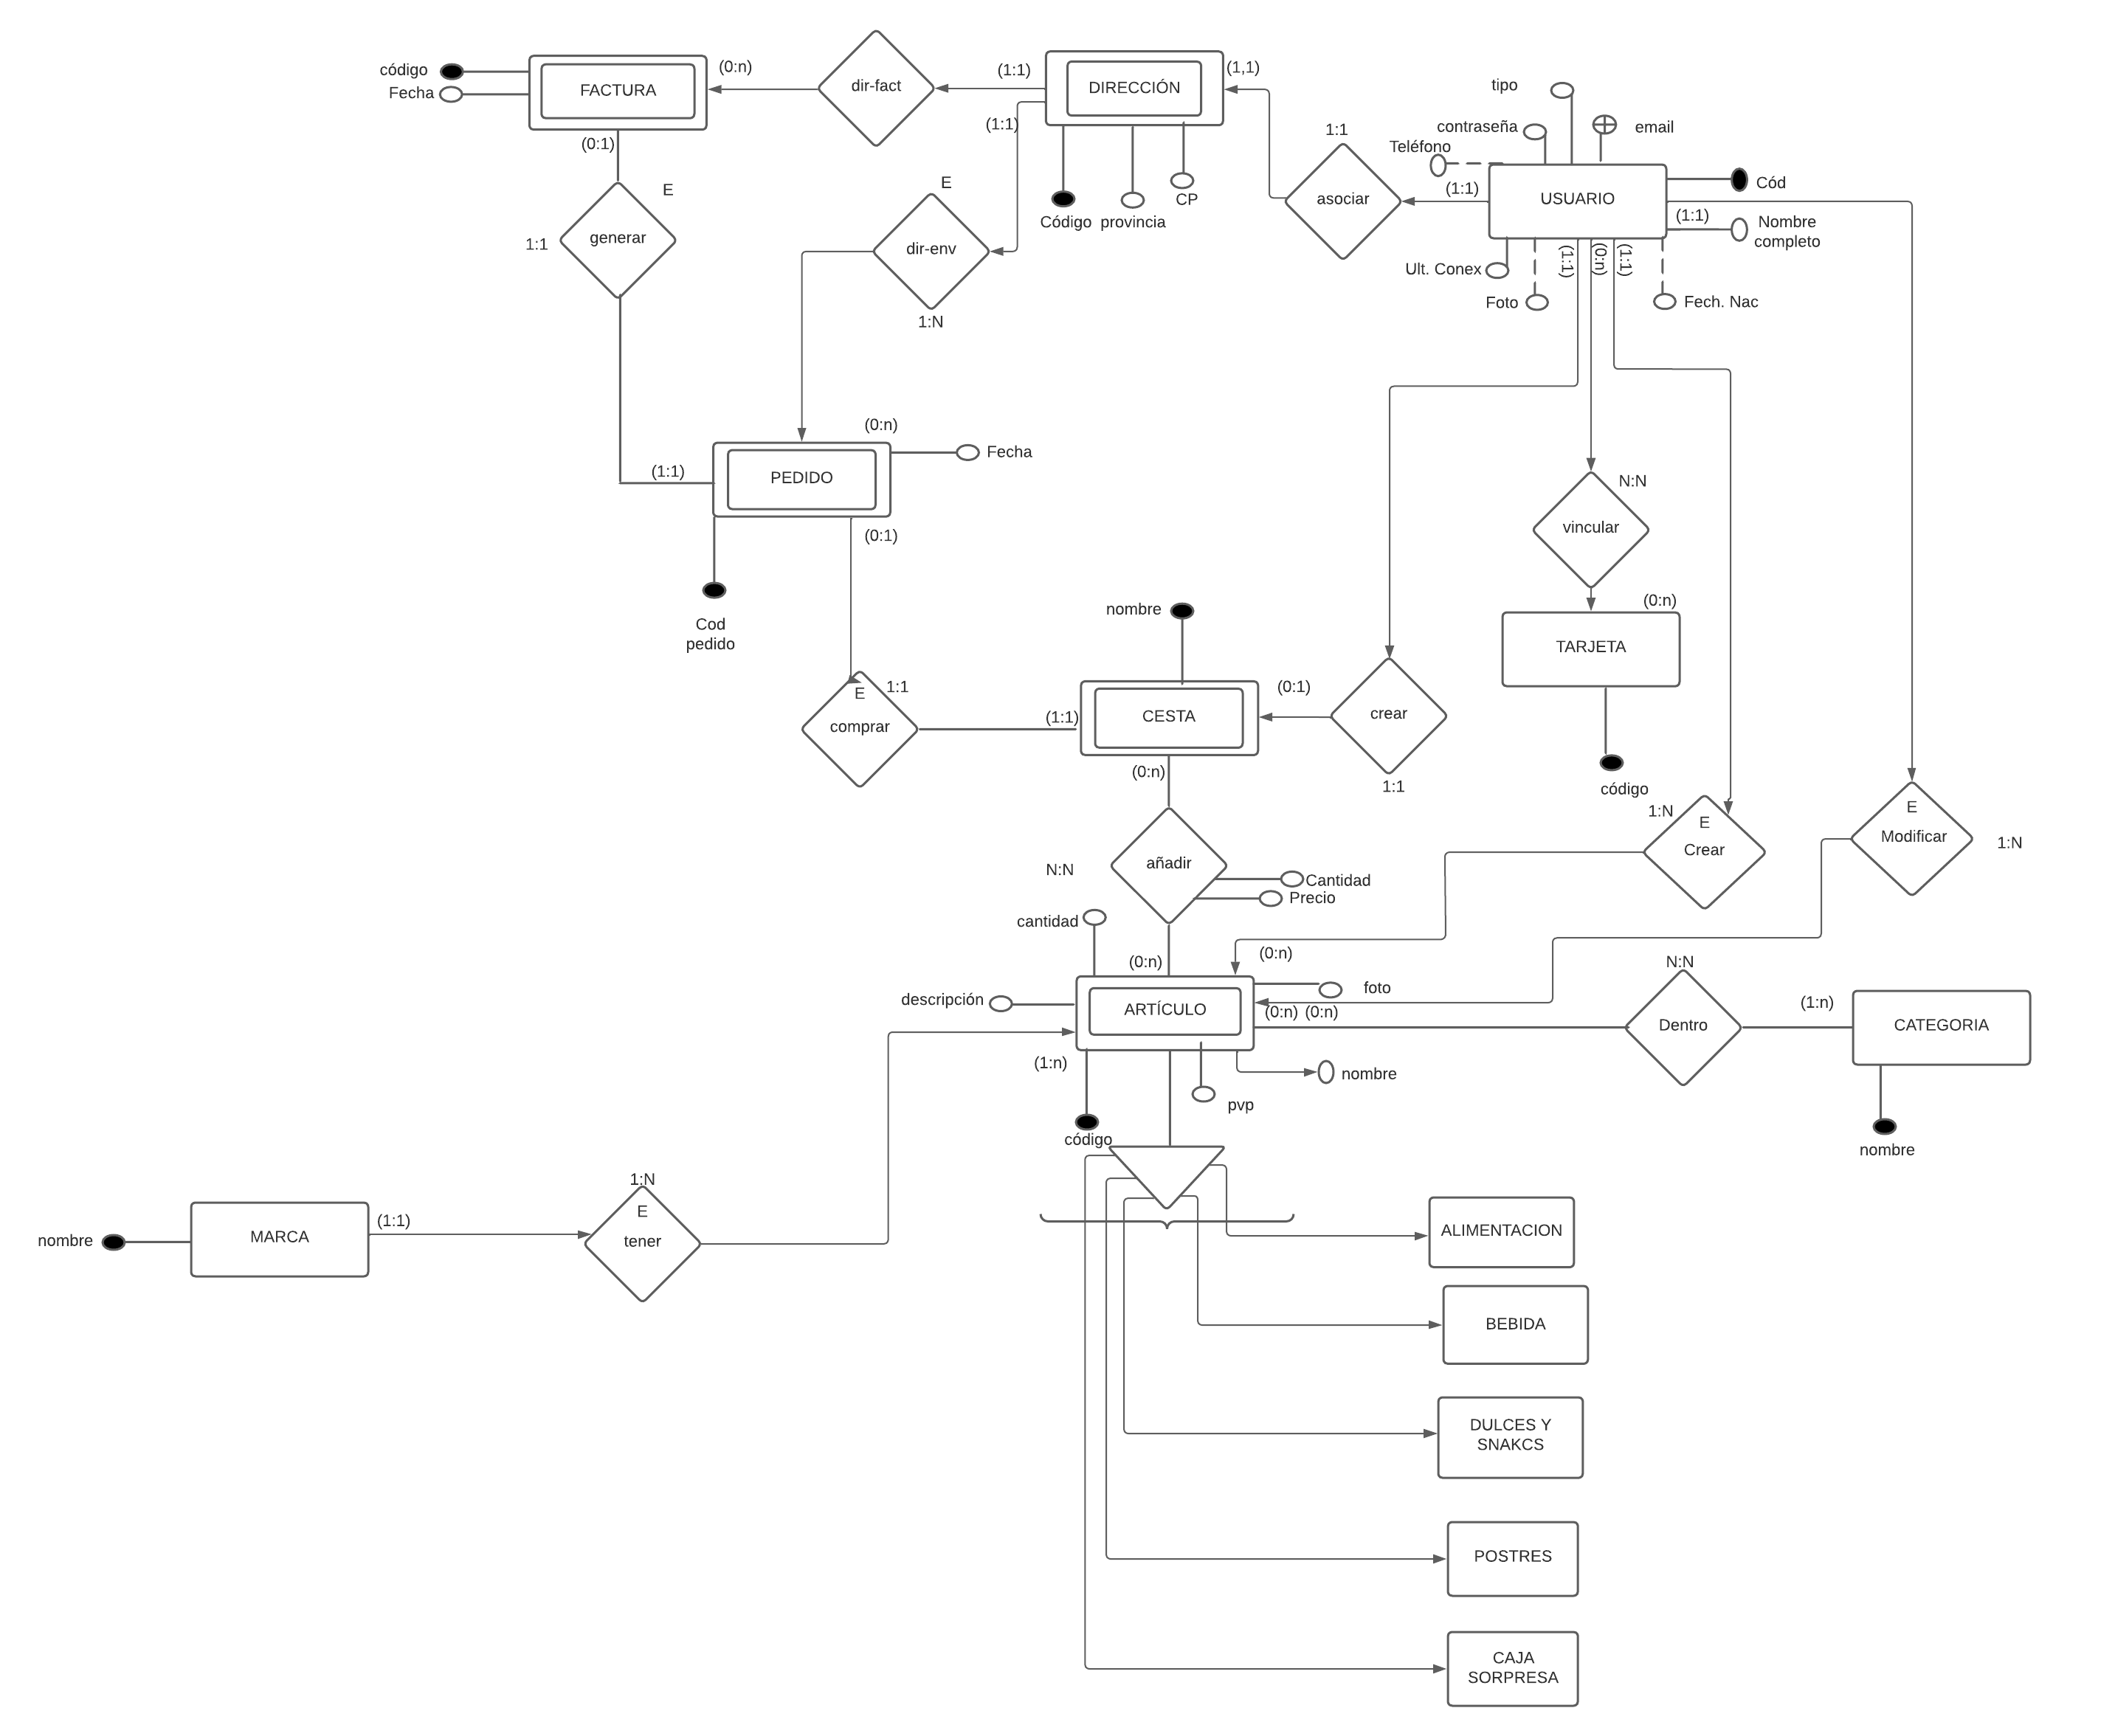 código
Fecha
FACTURA
(0:n)
dir-fact
(1:1)
DIRECCIÓN
(1,1)
(1:1)
Código
provincia
CP
1:1
asociar
(1:1)
tipo
contraseña
Teléfono
email
USUARIO
Cód
(1:1)
Nombre
completo
Ult. Conex
Foto
(1:1)
(0:n)
(1:1)
Fech. Nac
(0:1)
E
generar
1:1
E
dir-env
1:N
(0:n)
Fecha
(1:1)
PEDIDO
(0:1)
Cod
pedido
N:N
vincular
(0:n)
TARJETA
código
nombre
E
1:1
comprar
(1:1)
CESTA
(0:1)
crear
1:1
(0:n)
1:N
E
Crear
E
Modificar
1:N
N:N
añadir
Cantidad
Precio
cantidad
(0:n)
(0:n)
descripción
ARTÍCULO
foto
(0:n)
(0:n)
N:N
Dentro
(1:n)
CATEGORIA
nombre
(1:n)
código
pvp
nombre
nombre
MARCA
(1:1)
1:N
E
tener
ALIMENTACION
BEBIDA
DULCES Y
SNAKCS
POSTRES
CAJA
SORPRESA